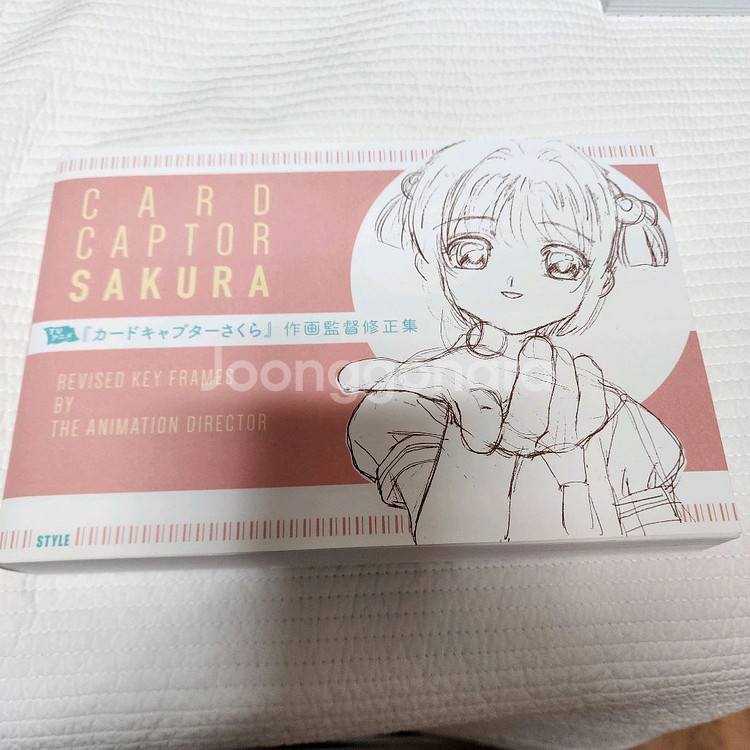 CARD
CAPTOR
SAKURA
TVアニメ『カードキャプターさくら』 作画監督修正集
REVISED KEY FRAMES
BY
THE ANIMATION DIRECTOR
STYLE
Joonggonara